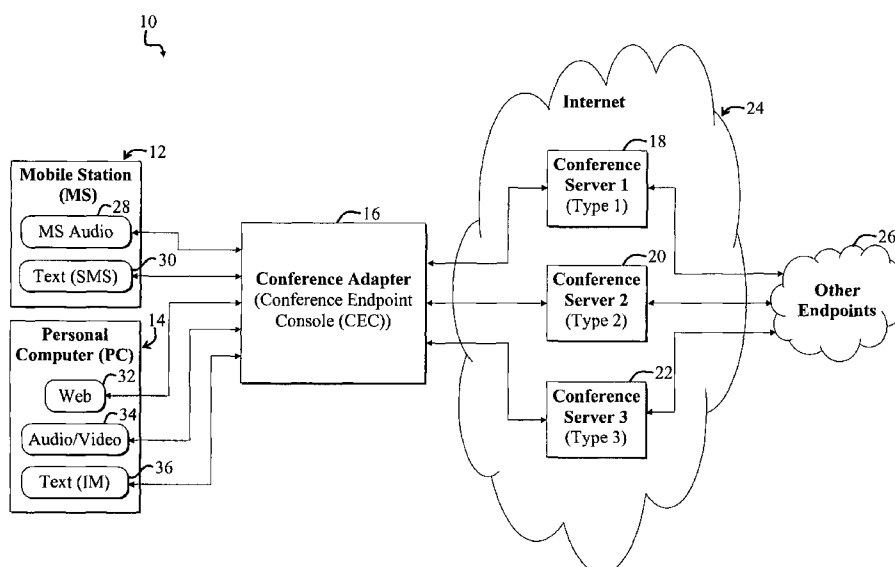 10
Internet
24
12
Mobile Station
(MS)
28
MS Audio
30
Text (SMS)
14
Personal
Computer (PC)
32
Web
34
Audio/Video
36
Text (IM)
16
Conference Adapter
(Conference Endpoint
Console (CEC))
18
Conference
Server 1
(Type 1)
20
Conference
Server 2
(Type 2)
22
Conference
Server 3
(Type 3)
26
Other
Endpoints